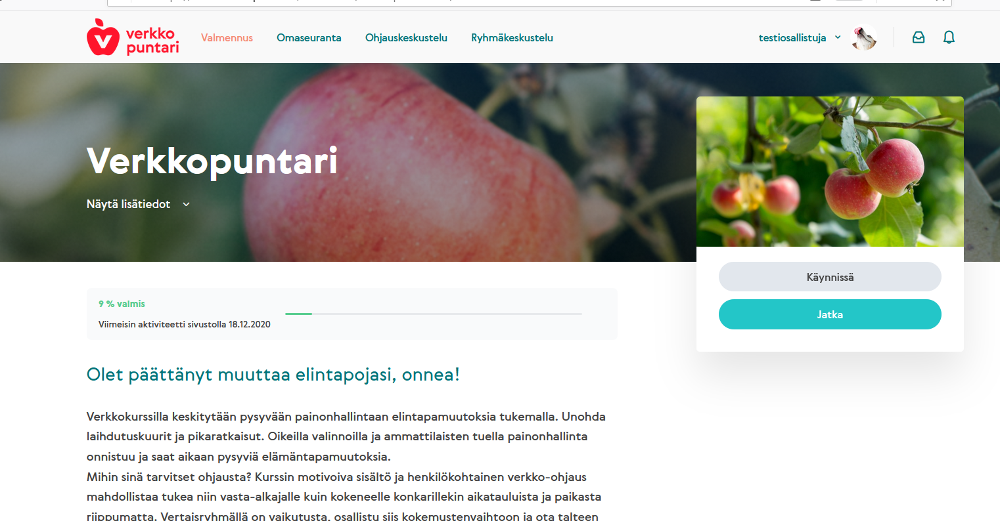 verkko
puntari
Valmennus Omaseuranta Ohjauskeskustelu Ryhmäkeskustelu testiosallistuja
Verkkopuntari
Näytä lisätiedot
Käynnissä
Jatka
9 % valmis
Viimeisin aktiviteetti sivustolla 18.12.2020
Olet päättänyt muuttaa elintapojasi, onnea!
Verkkokurssilla keskitytään pysyvään painonhallintaan elintapamuutoksia tukemalla. Unohda
laihdutuskuurit ja pikaratkaisut. Oikeilla valinnoilla ja ammattilaisten tuella painonhallinta
onnistuu ja saat aikaan pysyviä elämäntapamuutoksia.
Mihin sinä tarvitset ohjausta? Kurssin motivoiva sisältö ja henkilökohtainen verkko-ohjaus
mahdollistaa tukea niin vasta-alkajalle kuin kokeneelle konkarillekin aikatauluista ja paikasta
riippumatta. Vertaisryhmällä on vaikutusta, osallistu siis kokemustenvaihtoon ja ota talteen